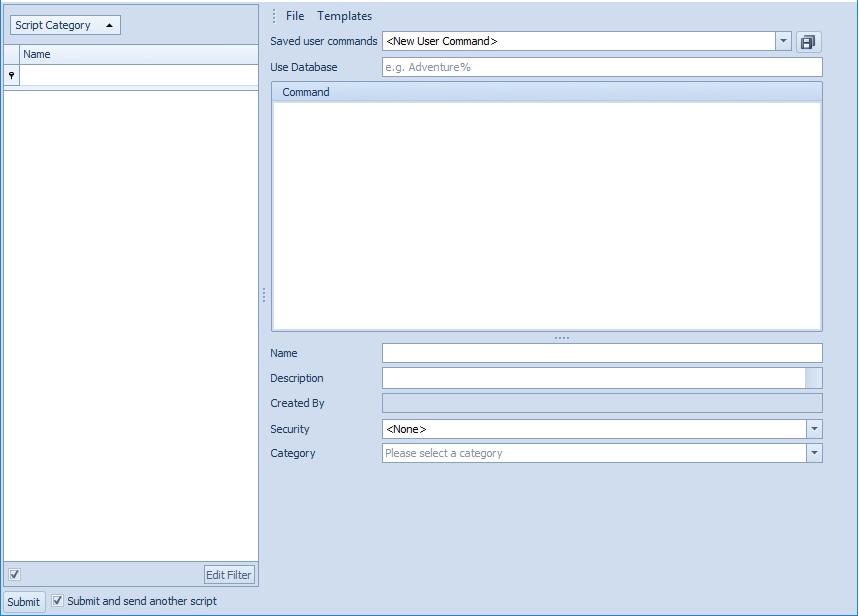 Script Category
Name
Edit Filter
Submit
Submit and send another script
File Templates
Saved user commands <New User Command>
Use Database e.g. Adventure%
Command
Name
Description
Created By
Security <None>
Category Please select a category